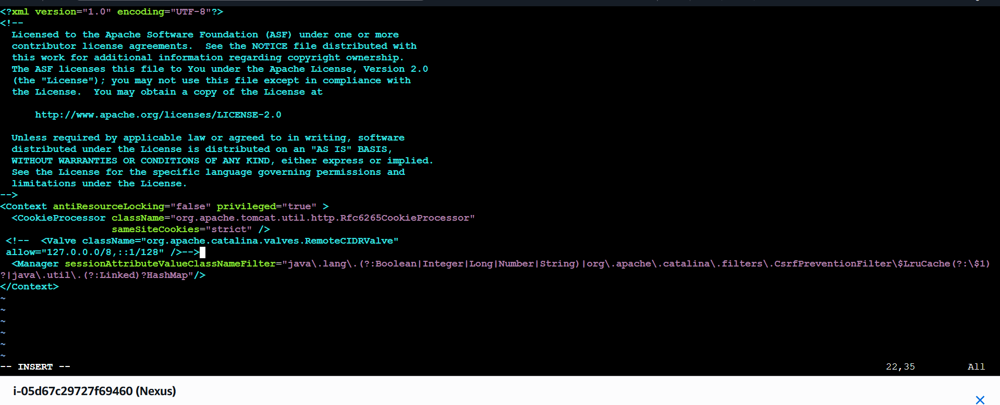 <?xml version="1.0" encoding="UTF-8"?>
<!--
  Licensed to the Apache Software Foundation (ASF) under one or more
  contributor license agreements.  See the NOTICE file distributed with
  this work for additional information regarding copyright ownership.
  The ASF licenses this file to You under the Apache License, Version 2.0
  (the "License"); you may not use this file except in compliance with
  the License.  You may obtain a copy of the License at

      http://www.apache.org/licenses/LICENSE-2.0

  Unless required by applicable law or agreed to in writing, software
  distributed under the License is distributed on an "AS IS" BASIS,
  WITHOUT WARRANTIES OR CONDITIONS OF ANY KIND, either express or implied.
  See the License for the specific language governing permissions and
  limitations under the License.
-->
<Context antiResourceLocking="false" privileged="true" >
  <CookieProcessor className="org.apache.tomcat.util.http.Rfc6265CookieProcessor"
                   sameSiteCookies="strict" />
 <!--  <Valve className="org.apache.catalina.valves.RemoteCIDRValve"
 allow="127.0.0.0/8,::1/128" />-->
  <Manager sessionAttributeValueClassNameFilter="java\.lang\.(?:Boolean|Integer|Long|Number|String)|org\.apache\.catalina\.filters\.CsrfPreventionFilter\$LruCache(?:\$1)
?|java\.util\.(?:Linked)?HashMap"/>
</Context>
~
~
~
~
~
~
-- INSERT --    22,35    All
i-05d67c29727f69460 (Nexus)